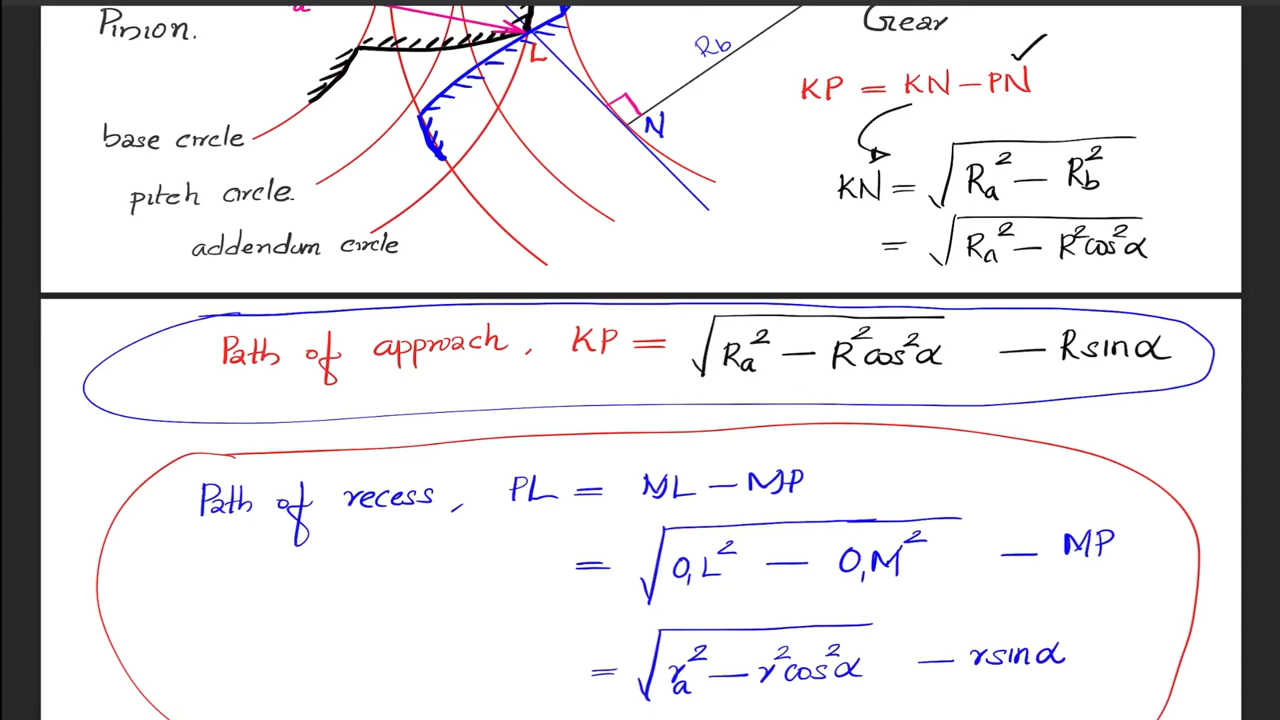 a
Pinion.
L
Rb
N
base circle
pitch circle.
addendum circle
Gear
KP = KN – PN ✓
KN = √(Ra² – Rb²)
= √(Ra² – R²cos²α)
Path of approach, KP = √(Ra² – R²cos²α) – Rsinα
Path of recess, PL = ML – MP
= √(O₁L² – O₁M²) – MP
= √(ra² – r²cos²α) – rsinα